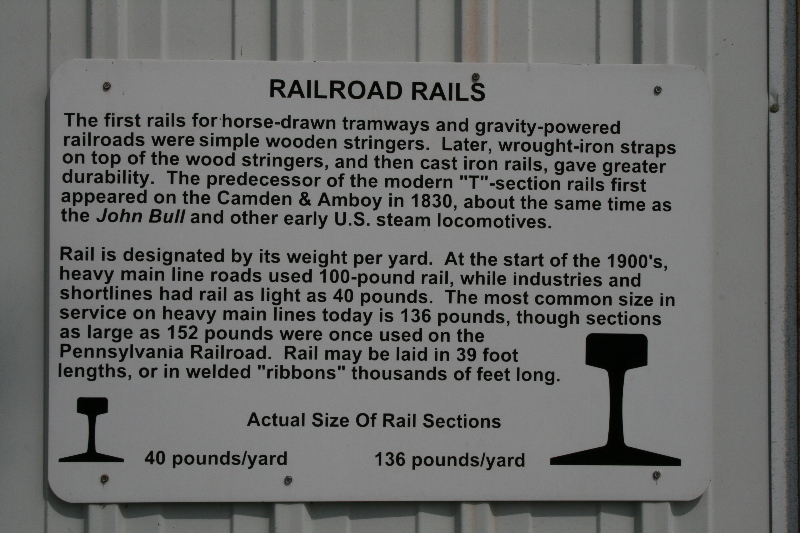 RAILROAD RAILS
The first rails for horse-drawn tramways and gravity-powered
railroads were simple wooden stringers. Later, wrought-iron straps
on top of the wood stringers, and then cast iron rails, gave greater
durability. The predecessor of the modern "T"-section rails first
appeared on the Camden & Amboy in 1830, about the same time as
the John Bull and other early U.S. steam locomotives.
Rail is designated by its weight per yard. At the start of the 1900's,
heavy main line roads used 100-pound rail, while industries and
shortlines had rail as light as 40 pounds. The most common size in
service on heavy main lines today is 136 pounds, though sections
as large as 152 pounds were once used on the
Pennsylvania Railroad. Rail may be laid in 39 foot
lengths, or in welded "ribbons" thousands of feet long.
Actual Size Of Rail Sections
40 pounds/yard 136 pounds/yard